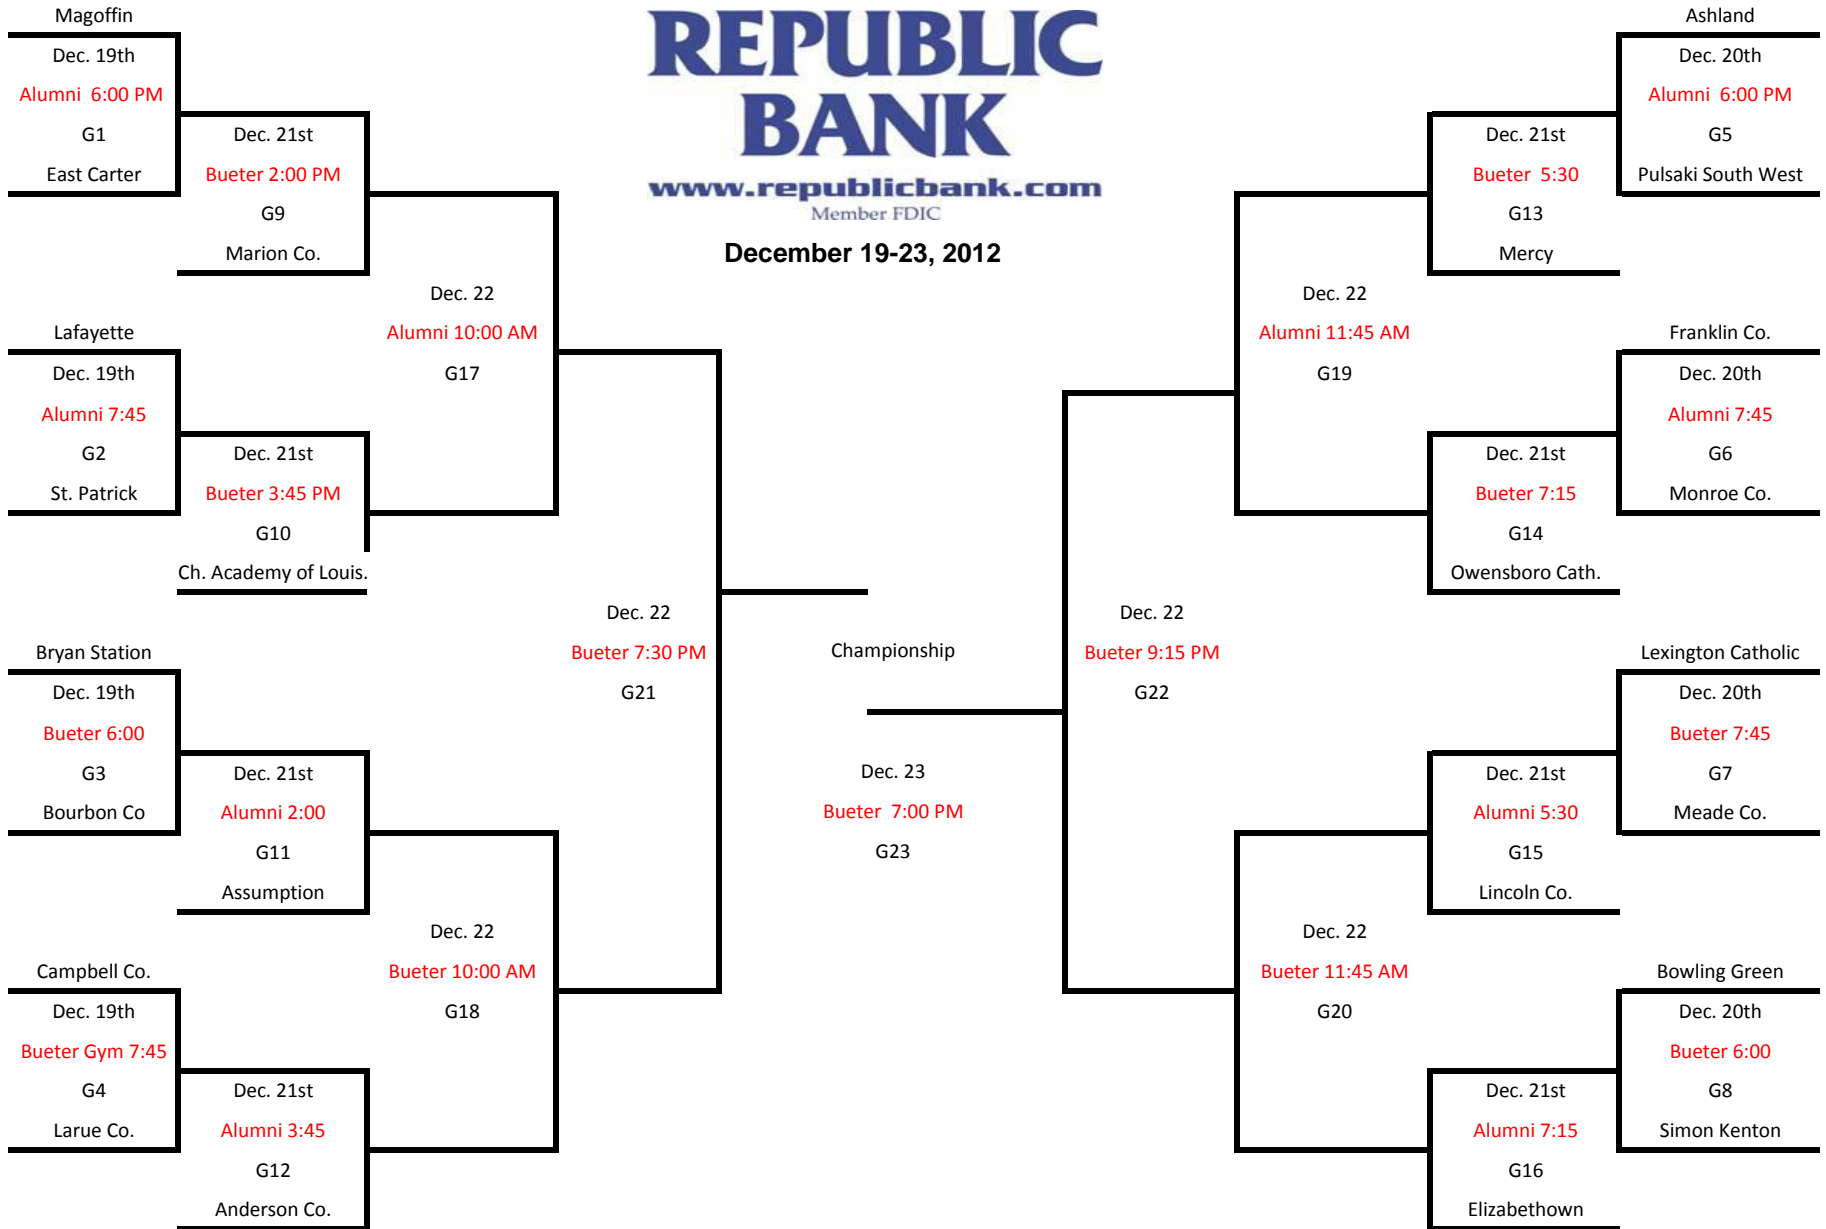 REPUBLIC
BANK
www.republicbank.com
Member FDIC
December 19-23, 2012
Magoffin
Dec. 19th
Alumni 6:00 PM
G1
East Carter
Lafayette
Dec. 19th
Alumni 7:45
G2
St. Patrick
Bryan Station
Dec. 19th
Bueter 6:00
G3
Bourbon Co
Campbell Co.
Dec. 19th
Bueter Gym 7:45
G4
Larue Co.
Dec. 21st
Bueter 2:00 PM
G9
Marion Co.
Dec. 21st
Bueter 3:45 PM
G10
Ch. Academy of Louis.
Dec. 21st
Alumni 2:00
G11
Assumption
Dec. 21st
Alumni 3:45
G12
Anderson Co.
Dec. 22
Alumni 10:00 AM
G17
Dec. 22
Bueter 10:00 AM
G18
Dec. 22
Bueter 7:30 PM
G21
Championship
Dec. 23
Bueter 7:00 PM
G23
Dec. 22
Bueter 9:15 PM
G22
Dec. 22
Alumni 11:45 AM
G19
Dec. 22
Bueter 11:45 AM
G20
Dec. 21st
Bueter 5:30
G13
Mercy
Dec. 21st
Bueter 7:15
G14
Owensboro Cath.
Dec. 21st
Alumni 5:30
G15
Lincoln Co.
Dec. 21st
Alumni 7:15
G16
Elizabethown
Ashland
Dec. 20th
Alumni 6:00 PM
G5
Pulsaki South West
Franklin Co.
Dec. 20th
Alumni 7:45
G6
Monroe Co.
Lexington Catholic
Dec. 20th
Bueter 7:45
G7
Meade Co.
Bowling Green
Dec. 20th
Bueter 6:00
G8
Simon Kenton